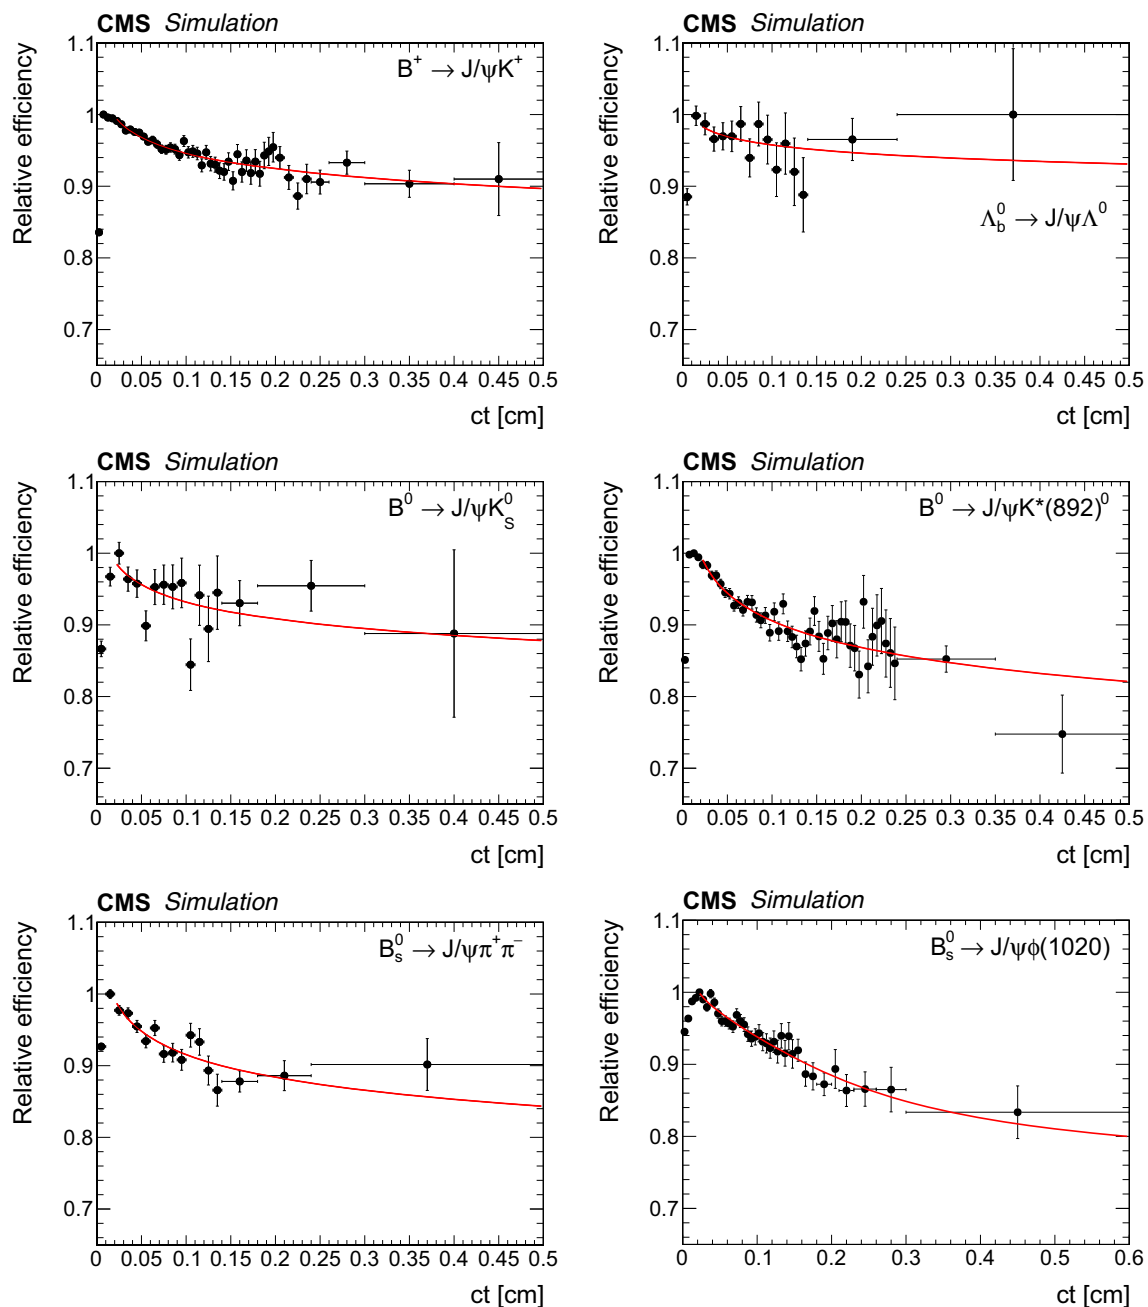 CMS Simulation
Relative efficiency
1.1
1
0.9
0.8
0.7
B⁺ → J/ψK⁺
0 0.05 0.1 0.15 0.2 0.25 0.3 0.35 0.4 0.45 0.5
ct [cm]
CMS Simulation
Relative efficiency
1.1
1
0.9
0.8
0.7
Λ_b^0 → J/ψΛ⁰
0 0.05 0.1 0.15 0.2 0.25 0.3 0.35 0.4 0.45 0.5
ct [cm]
CMS Simulation
Relative efficiency
1.1
1
0.9
0.8
0.7
B⁰ → J/ψK_S^0
0 0.05 0.1 0.15 0.2 0.25 0.3 0.35 0.4 0.45 0.5
ct [cm]
CMS Simulation
Relative efficiency
1.1
1
0.9
0.8
0.7
B⁰ → J/ψK*(892)⁰
0 0.05 0.1 0.15 0.2 0.25 0.3 0.35 0.4 0.45 0.5
ct [cm]
CMS Simulation
Relative efficiency
1.1
1
0.9
0.8
0.7
B_s^0 → J/ψπ⁺π⁻
0 0.05 0.1 0.15 0.2 0.25 0.3 0.35 0.4 0.45 0.5
ct [cm]
CMS Simulation
Relative efficiency
1.1
1
0.9
0.8
0.7
B_s^0 → J/ψϕ(1020)
0 0.1 0.2 0.3 0.4 0.5 0.6
ct [cm]